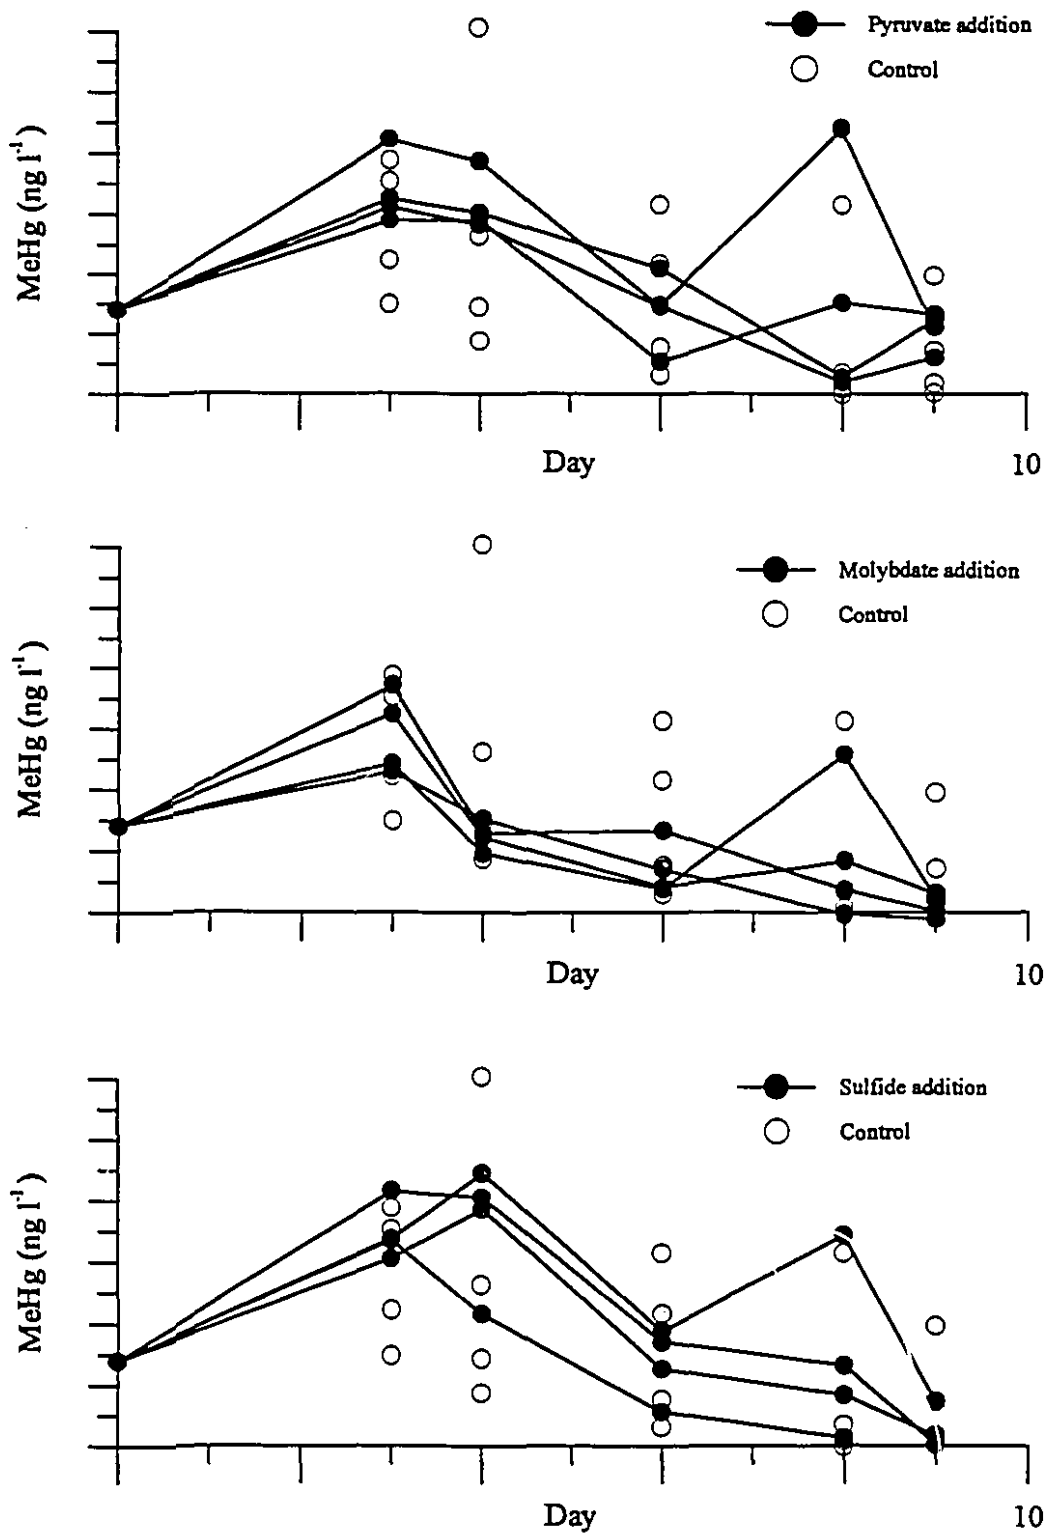 Pyruvate addition
Control
MeHg (ng l⁻¹)
Day
10
Molybdate addition
Control
MeHg (ng l⁻¹)
Day
10
Sulfide addition
Control
MeHg (ng l⁻¹)
Day
10